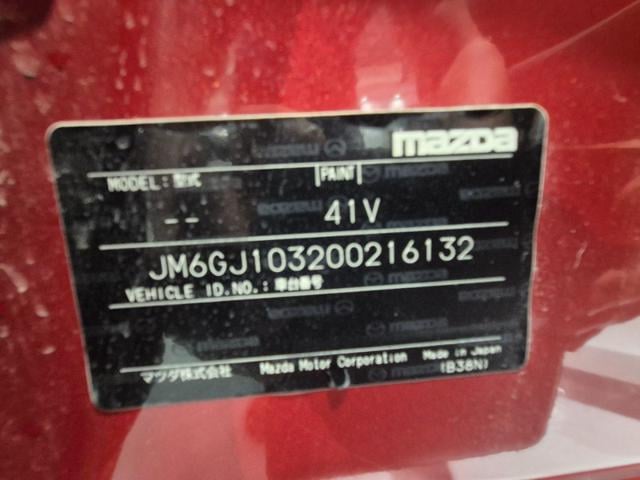 mazda
MODEL: 型式 PAINT
-- 41V
JM6GJ103200216132
VEHICLE ID.NO.: 車台番号
マツダ株式会社 Mazda Motor Corporation Made in Japan
(B38N)